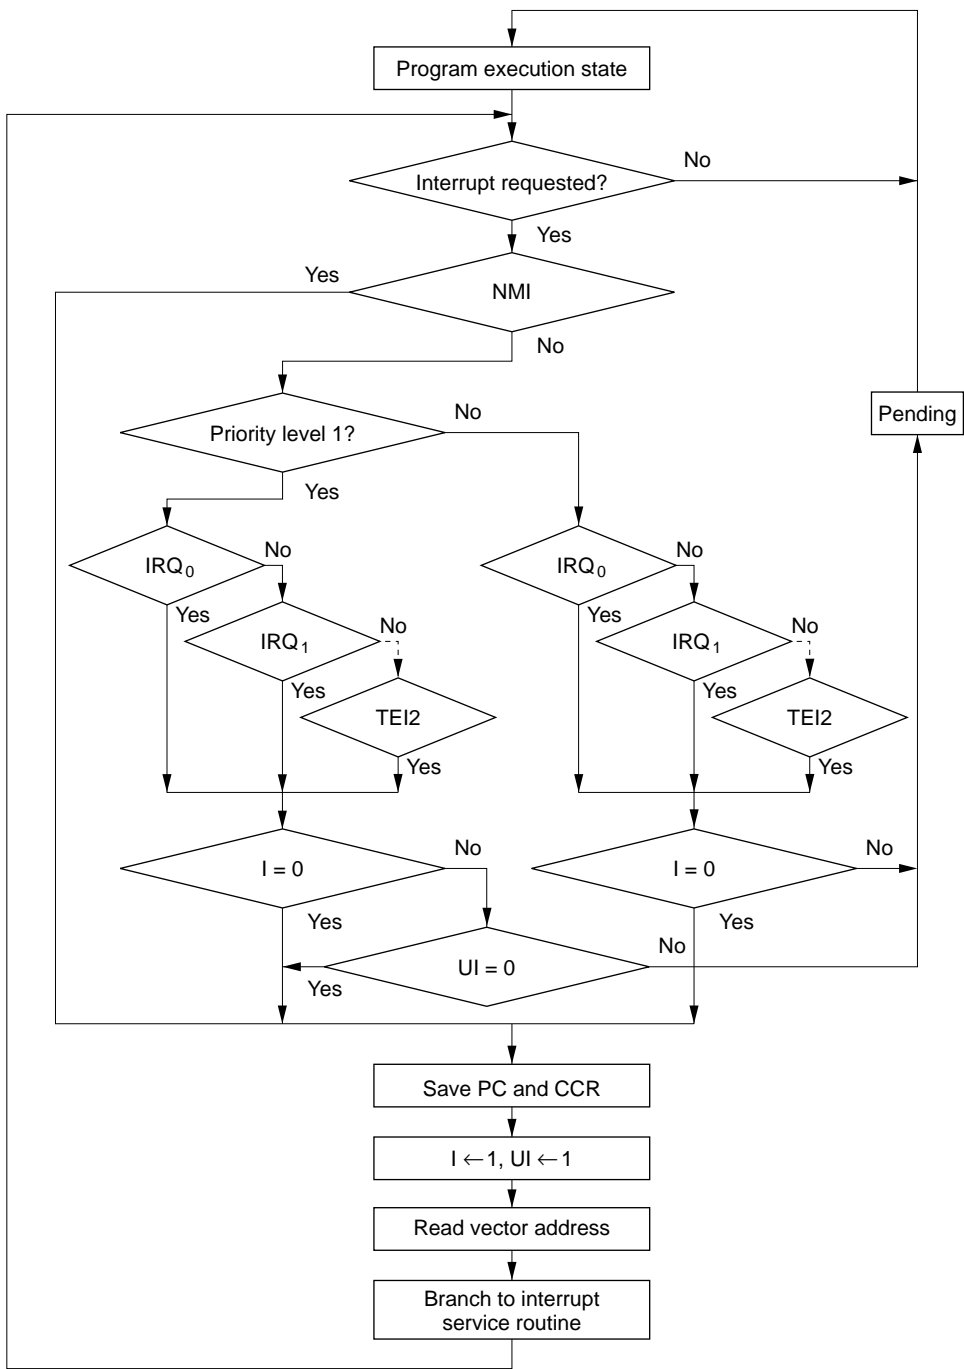 Program execution state
Interrupt requested?
No
Yes
Yes
NMI
No
Pending
Priority level 1?
No
Yes
IRQ0
No
Yes
IRQ1
No
Yes
TEI2
Yes
IRQ0
No
Yes
IRQ1
No
Yes
TEI2
Yes
I = 0
No
Yes
I = 0
No
Yes
UI = 0
No
Yes
Save PC and CCR
I ← 1, UI ← 1
Read vector address
Branch to interrupt
service routine